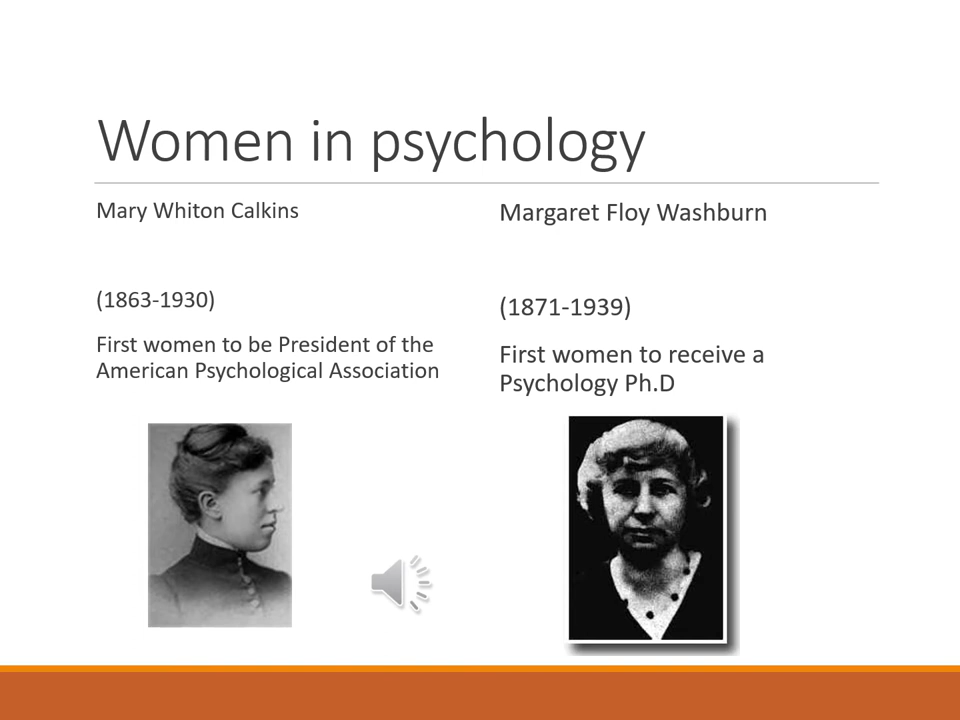 Women in psychology
Mary Whiton Calkins
(1863-1930)
First women to be President of the
American Psychological Association
Margaret Floy Washburn
(1871-1939)
First women to receive a
Psychology Ph.D